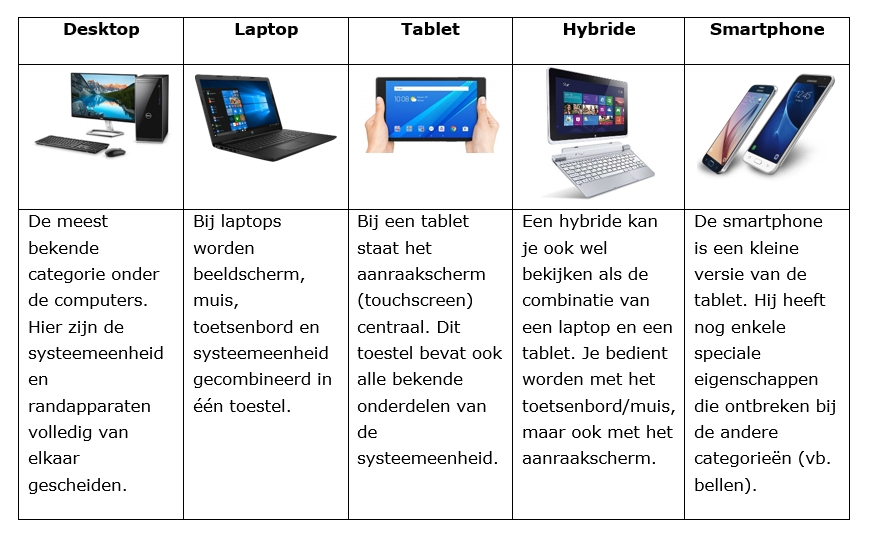 Desktop
Laptop
Tablet
Hybride
Smartphone
10:08
De meest
bekende
categorie onder
de computers.
Hier zijn de
systeemeenheid
en
randapparaten
volledig van
elkaar
gescheiden.
Bij laptops
worden
beeldscherm,
muis,
toetsenbord en
systeemeenheid
gecombineerd in
één toestel.
Bij een tablet
staat het
aanraakscherm
(touchscreen)
centraal. Dit
toestel bevat ook
alle bekende
onderdelen van
de
systeemeenheid.
Een hybride kan
je ook wel
bekijken als de
combinatie van
een laptop en een
tablet. Je bedient
worden met het
toetsenbord/muis,
maar ook met het
aanraakscherm.
De smartphone
is een kleine
versie van de
tablet. Hij heeft
nog enkele
speciale
eigenschappen
die ontbreken bij
de andere
categorieën (vb.
bellen).